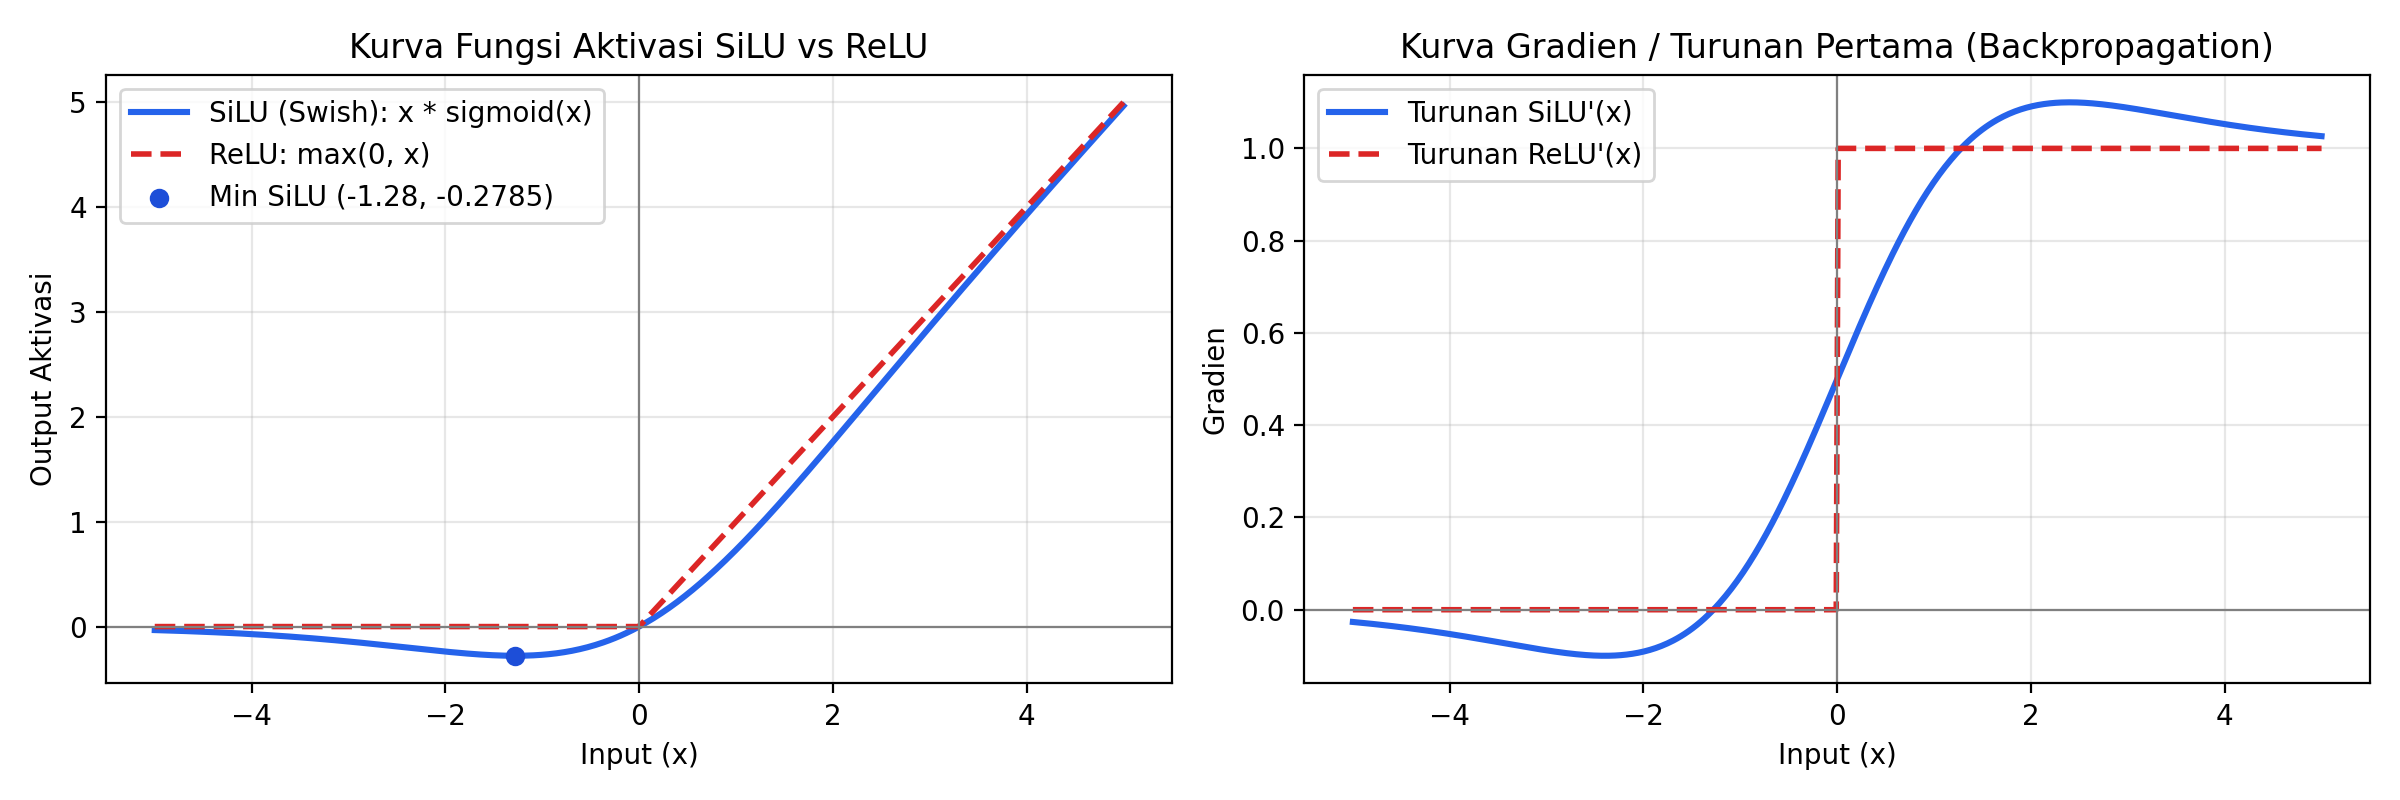 Kurva Fungsi Aktivasi SiLU vs ReLU
SiLU (Swish): x * sigmoid(x)
ReLU: max(0, x)
Min SiLU (-1.28, -0.2785)
Output Aktivasi
5
4
3
2
1
0
−4 −2 0 2 4
Input (x)
Kurva Gradien / Turunan Pertama (Backpropagation)
Turunan SiLU'(x)
Turunan ReLU'(x)
Gradien
1.0
0.8
0.6
0.4
0.2
0.0
−4 −2 0 2 4
Input (x)